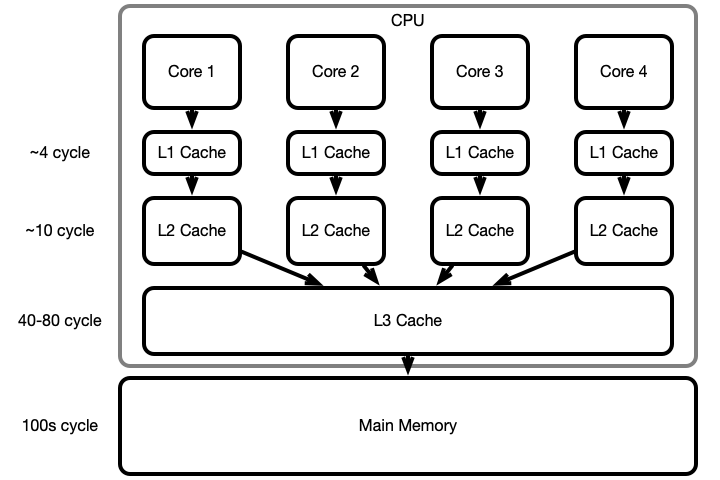 CPU
Core 1 Core 2 Core 3 Core 4
~4 cycle L1 Cache L1 Cache L1 Cache L1 Cache
~10 cycle L2 Cache L2 Cache L2 Cache L2 Cache
40-80 cycle L3 Cache
100s cycle Main Memory